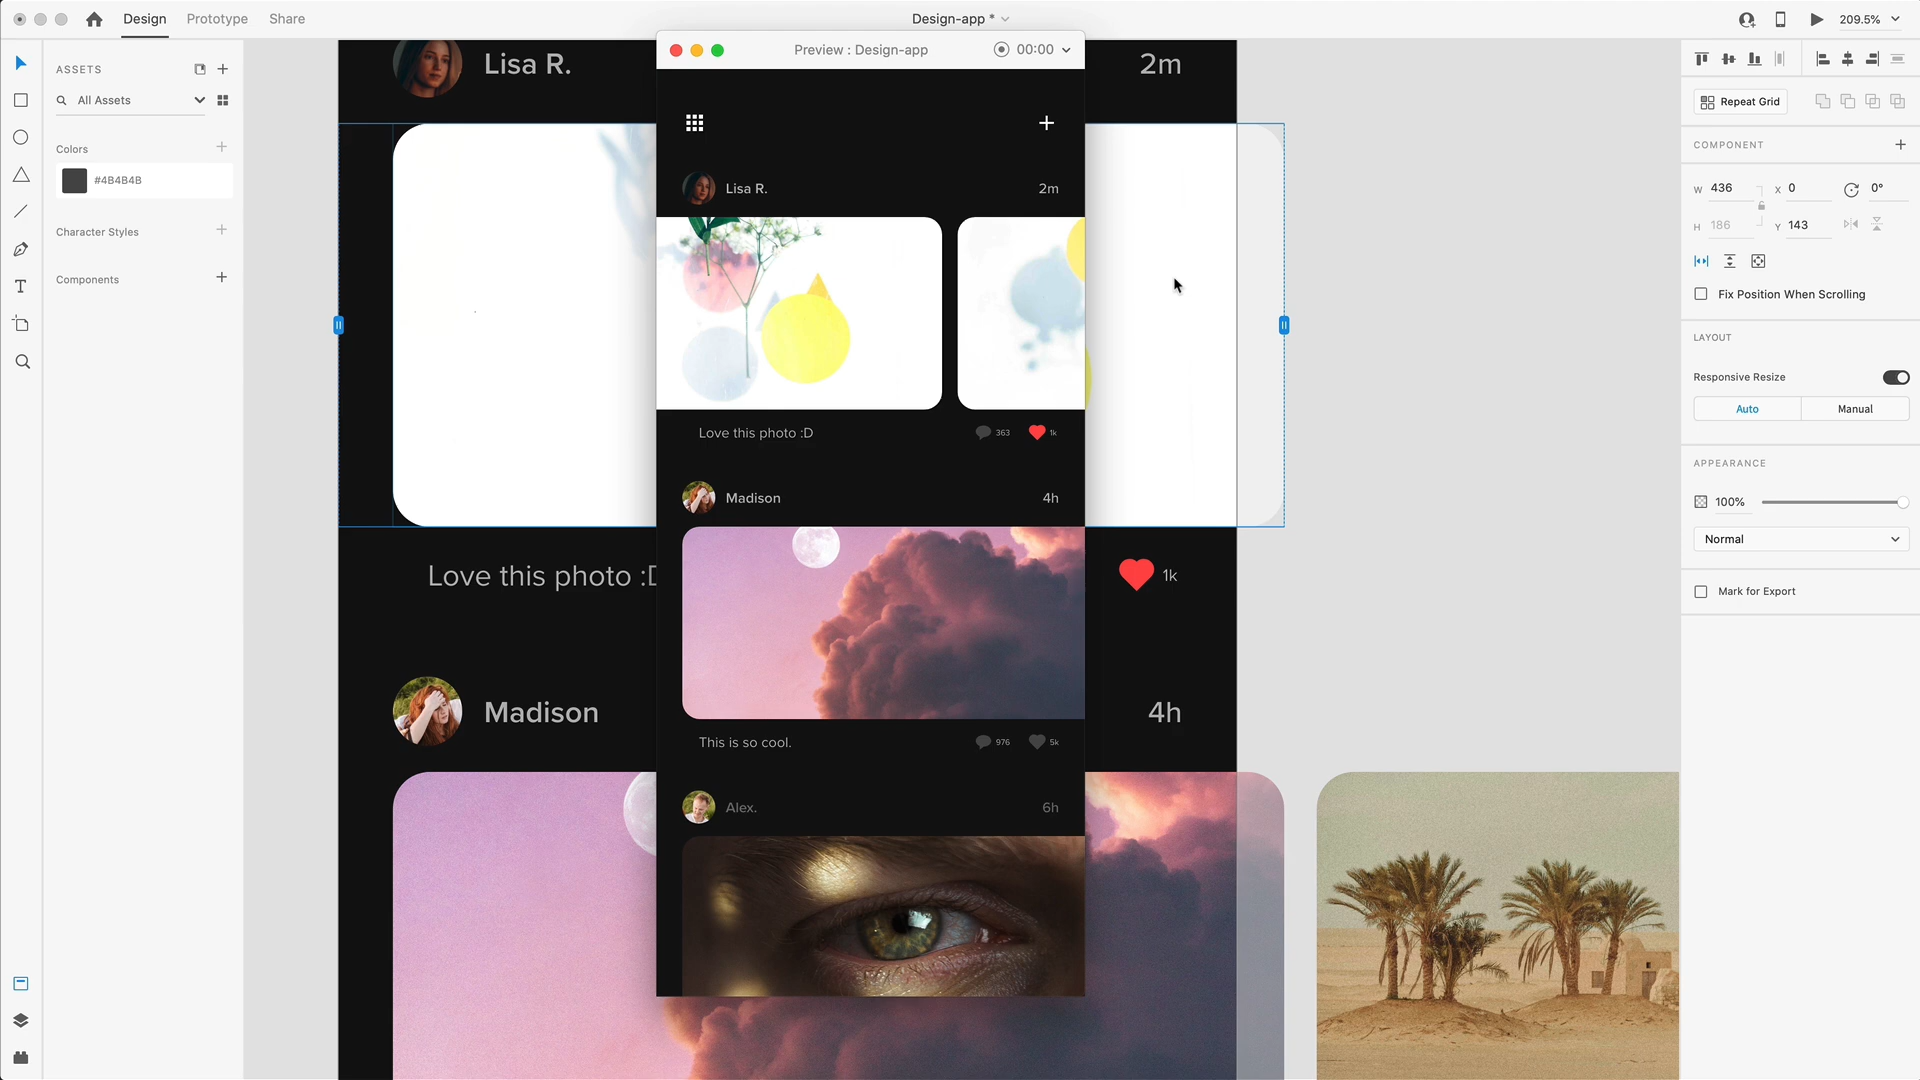 Design
Prototype
Share
Design-app *
209.5%
ASSETS
All Assets
Colors
#4B4B4B
Character Styles
Components
Lisa R.
2m
Love this photo :D
1k
Madison
4h
Preview : Design-app
00:00
Lisa R.
2m
Love this photo :D
363
1k
Madison
4h
This is so cool.
976
5k
Alex.
6h
Repeat Grid
COMPONENT
W 436
X 0
0°
H 186
Y 143
Fix Position When Scrolling
LAYOUT
Responsive Resize
Auto
Manual
APPEARANCE
100%
Normal
Mark for Export